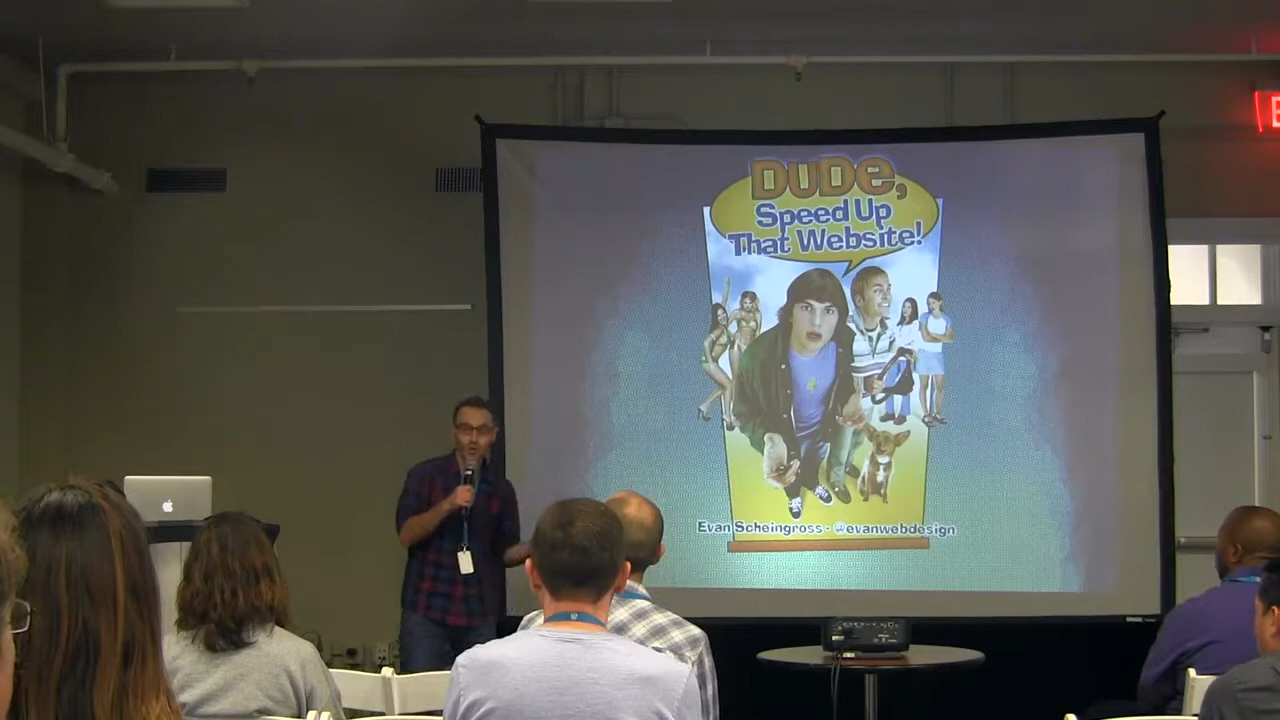 Dude,
Speed Up
That Website!
Evan Scheingross - @evanwebdesign
E